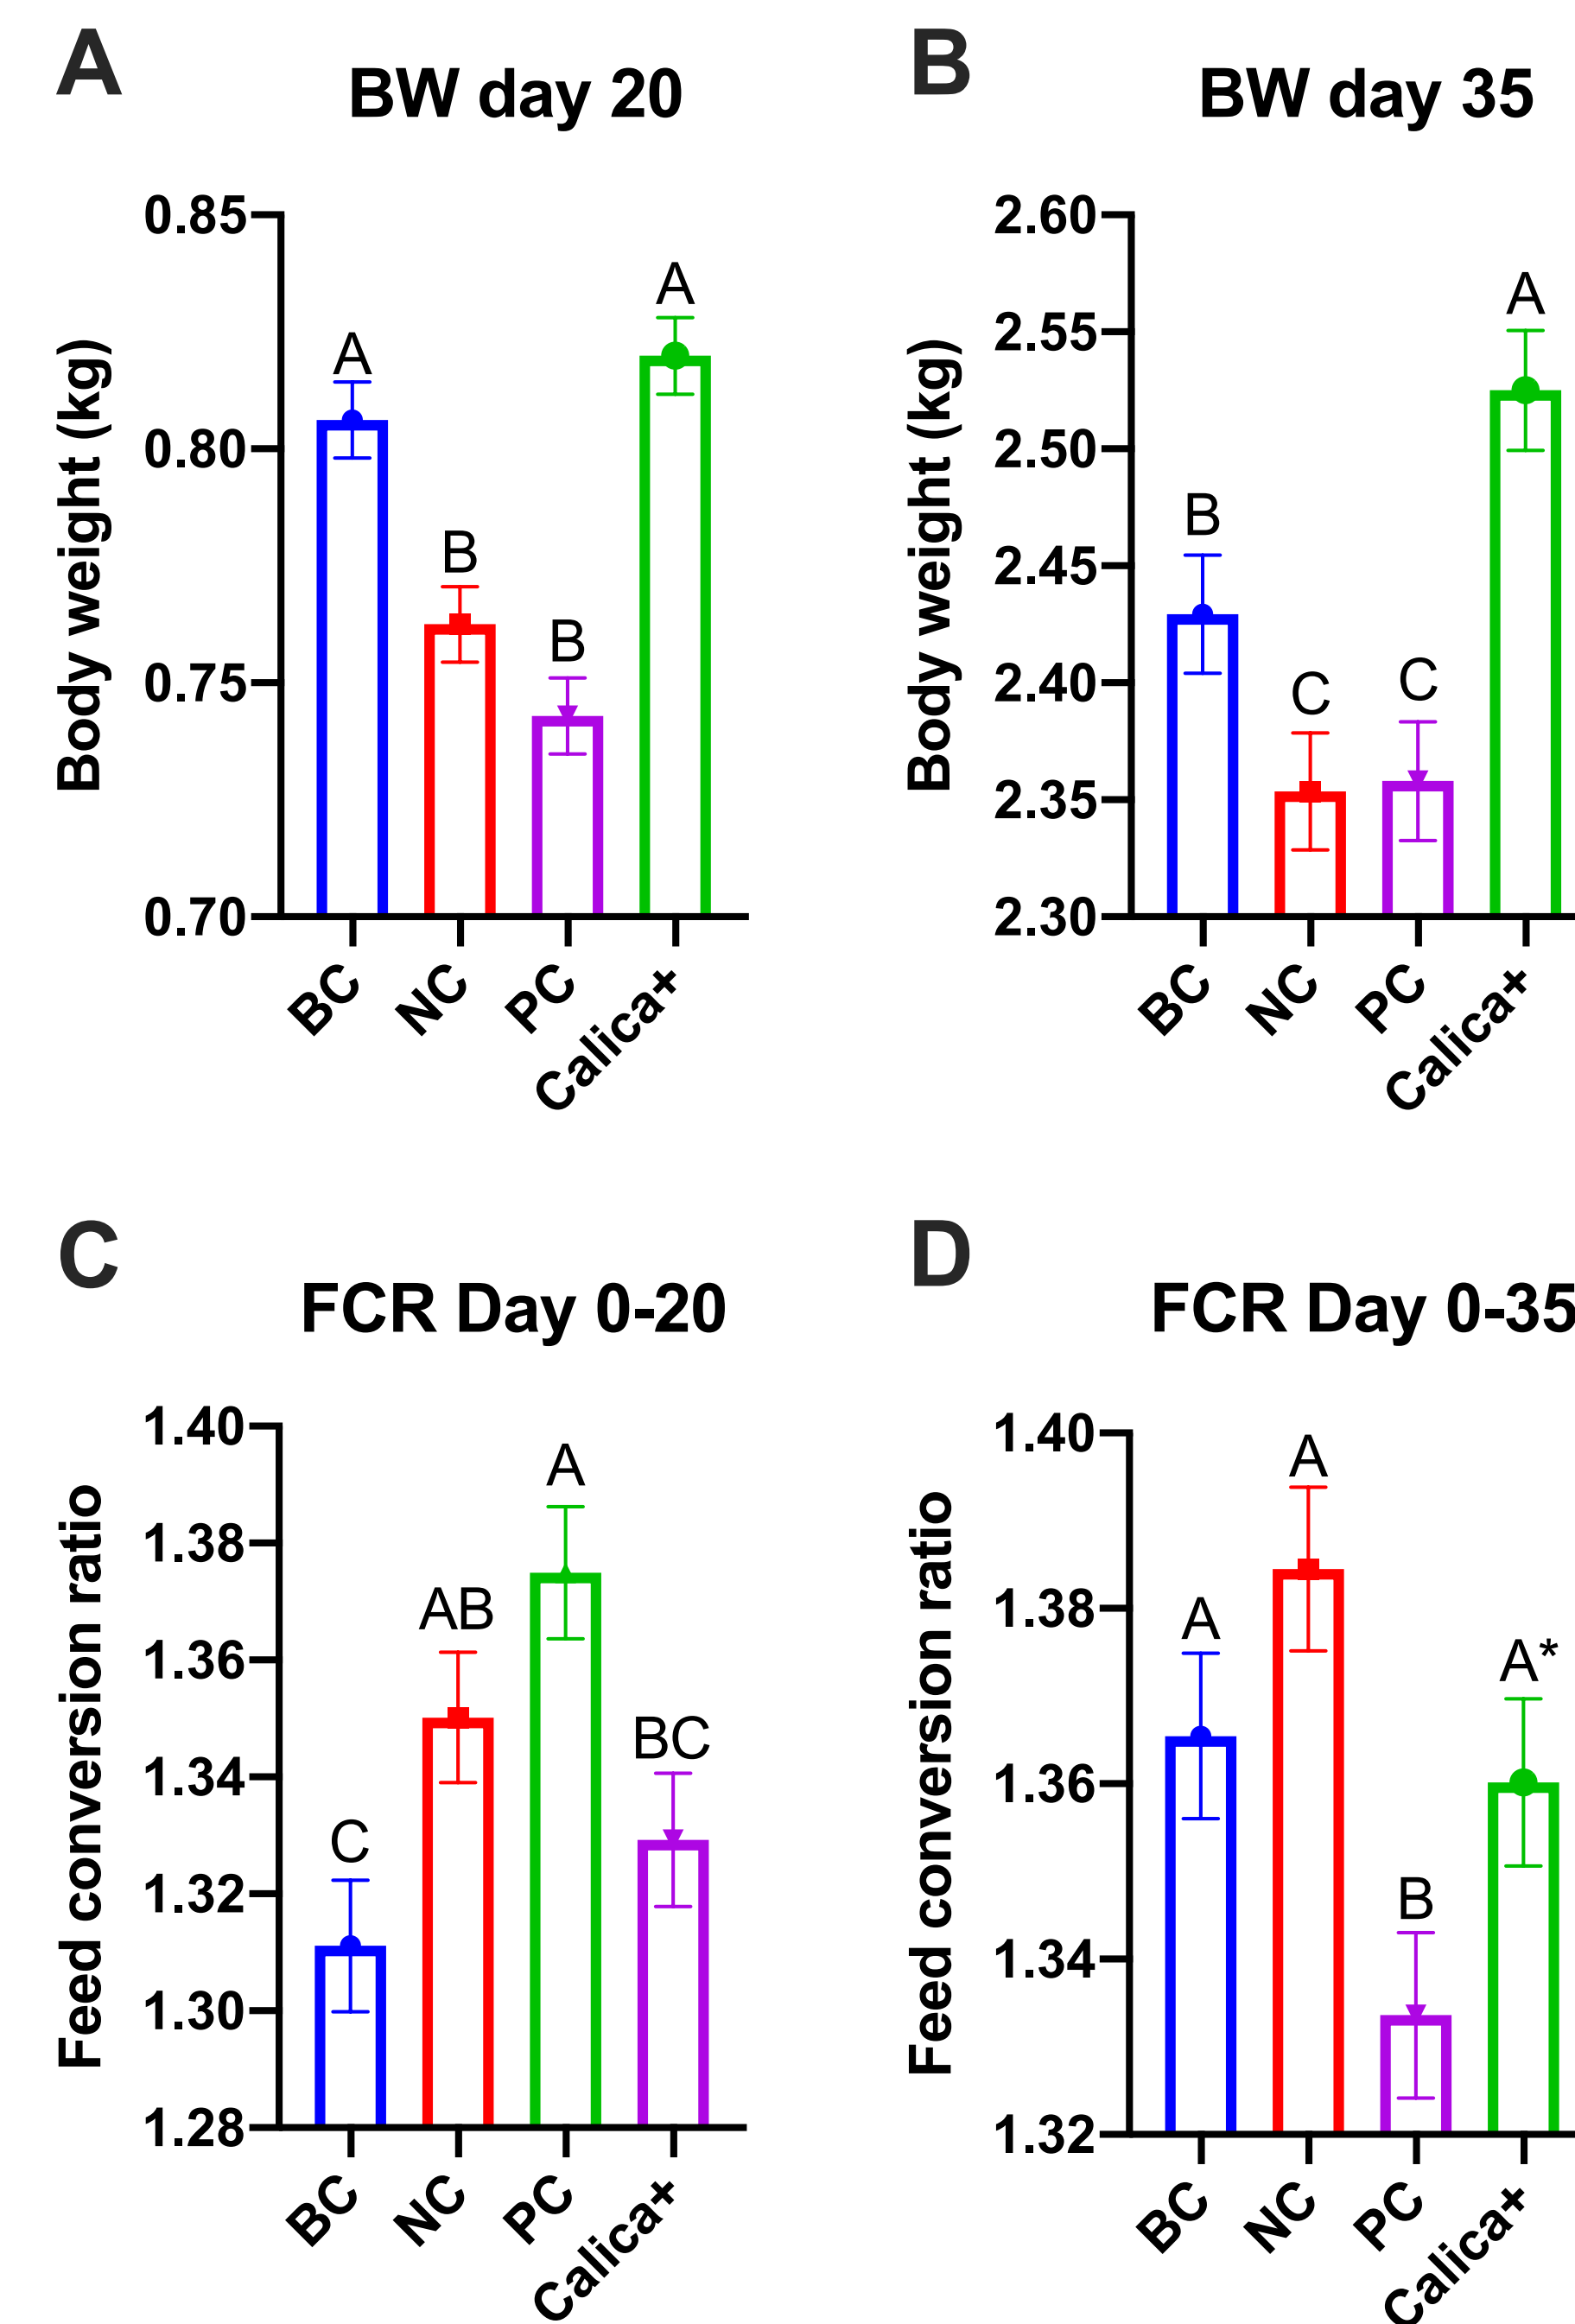 A
BW day 20
Body weight (kg)
0.85
0.80
0.75
0.70
A
B
B
A
BC
NC
PC
Calica+
B
BW day 35
Body weight (kg)
2.60
2.55
2.50
2.45
2.40
2.35
2.30
B
C
C
A
BC
NC
PC
Calica+
C
FCR Day 0-20
Feed conversion ratio
1.40
1.38
1.36
1.34
1.32
1.30
1.28
C
AB
A
BC
BC
NC
PC
Calica+
D
FCR Day 0-35
Feed conversion ratio
1.40
1.38
1.36
1.34
1.32
A
A
B
A*
BC
NC
PC
Calica+